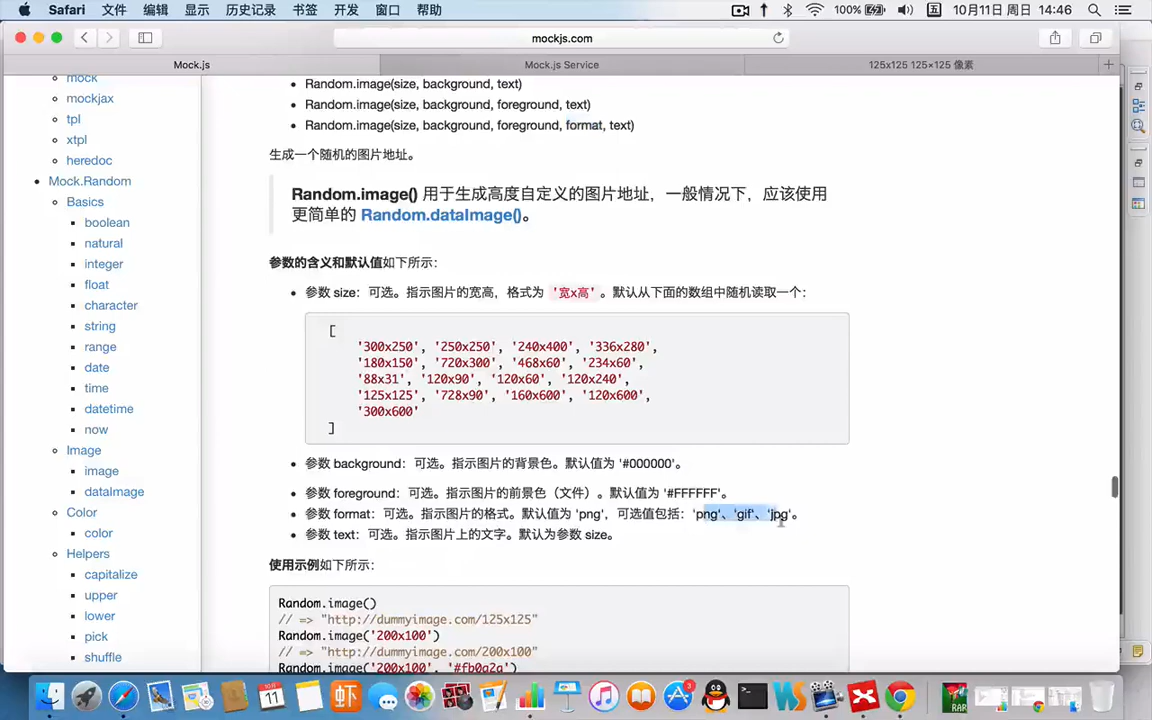 Safari 文件 编辑 显示 历史记录 书签 开发 窗口 帮助 100% 五 10月11日 周日 14:46
mockjs.com
Mock.js Mock.js Service 125x125 125×125 像素
mock
mockjax
tpl
xtpl
heredoc
Mock.Random
Basics
boolean
natural
integer
float
character
string
range
date
time
datetime
now
Image
image
dataImage
Color
color
Helpers
capitalize
upper
lower
pick
shuffle
Random.image(size, background, text)
Random.image(size, background, foreground, text)
Random.image(size, background, foreground, format, text)
生成一个随机的图片地址。
Random.image() 用于生成高度自定义的图片地址，一般情况下，应该使用
更简单的 Random.dataImage()。
参数的含义和默认值如下所示：
参数 size：可选。指示图片的宽高，格式为 '宽x高'。默认从下面的数组中随机读取一个：
[
'300x250', '250x250', '240x400', '336x280',
'180x150', '720x300', '468x60', '234x60',
'88x31', '120x90', '120x60', '120x240',
'125x125', '728x90', '160x600', '120x600',
'300x600'
]
参数 background：可选。指示图片的背景色。默认值为 '#000000'。
参数 foreground：可选。指示图片的前景色（文件）。默认值为 '#FFFFFF'。
参数 format：可选。指示图片的格式。默认值为 'png'，可选值包括：'png'、'gif'、'jpg'。
参数 text：可选。指示图片上的文字。默认为参数 size。
使用示例如下所示：
Random.image()
// => "http://dummyimage.com/125x125"
Random.image('200x100')
// => "http://dummyimage.com/200x100"
Random.image('200x100', '#fb0a2a')